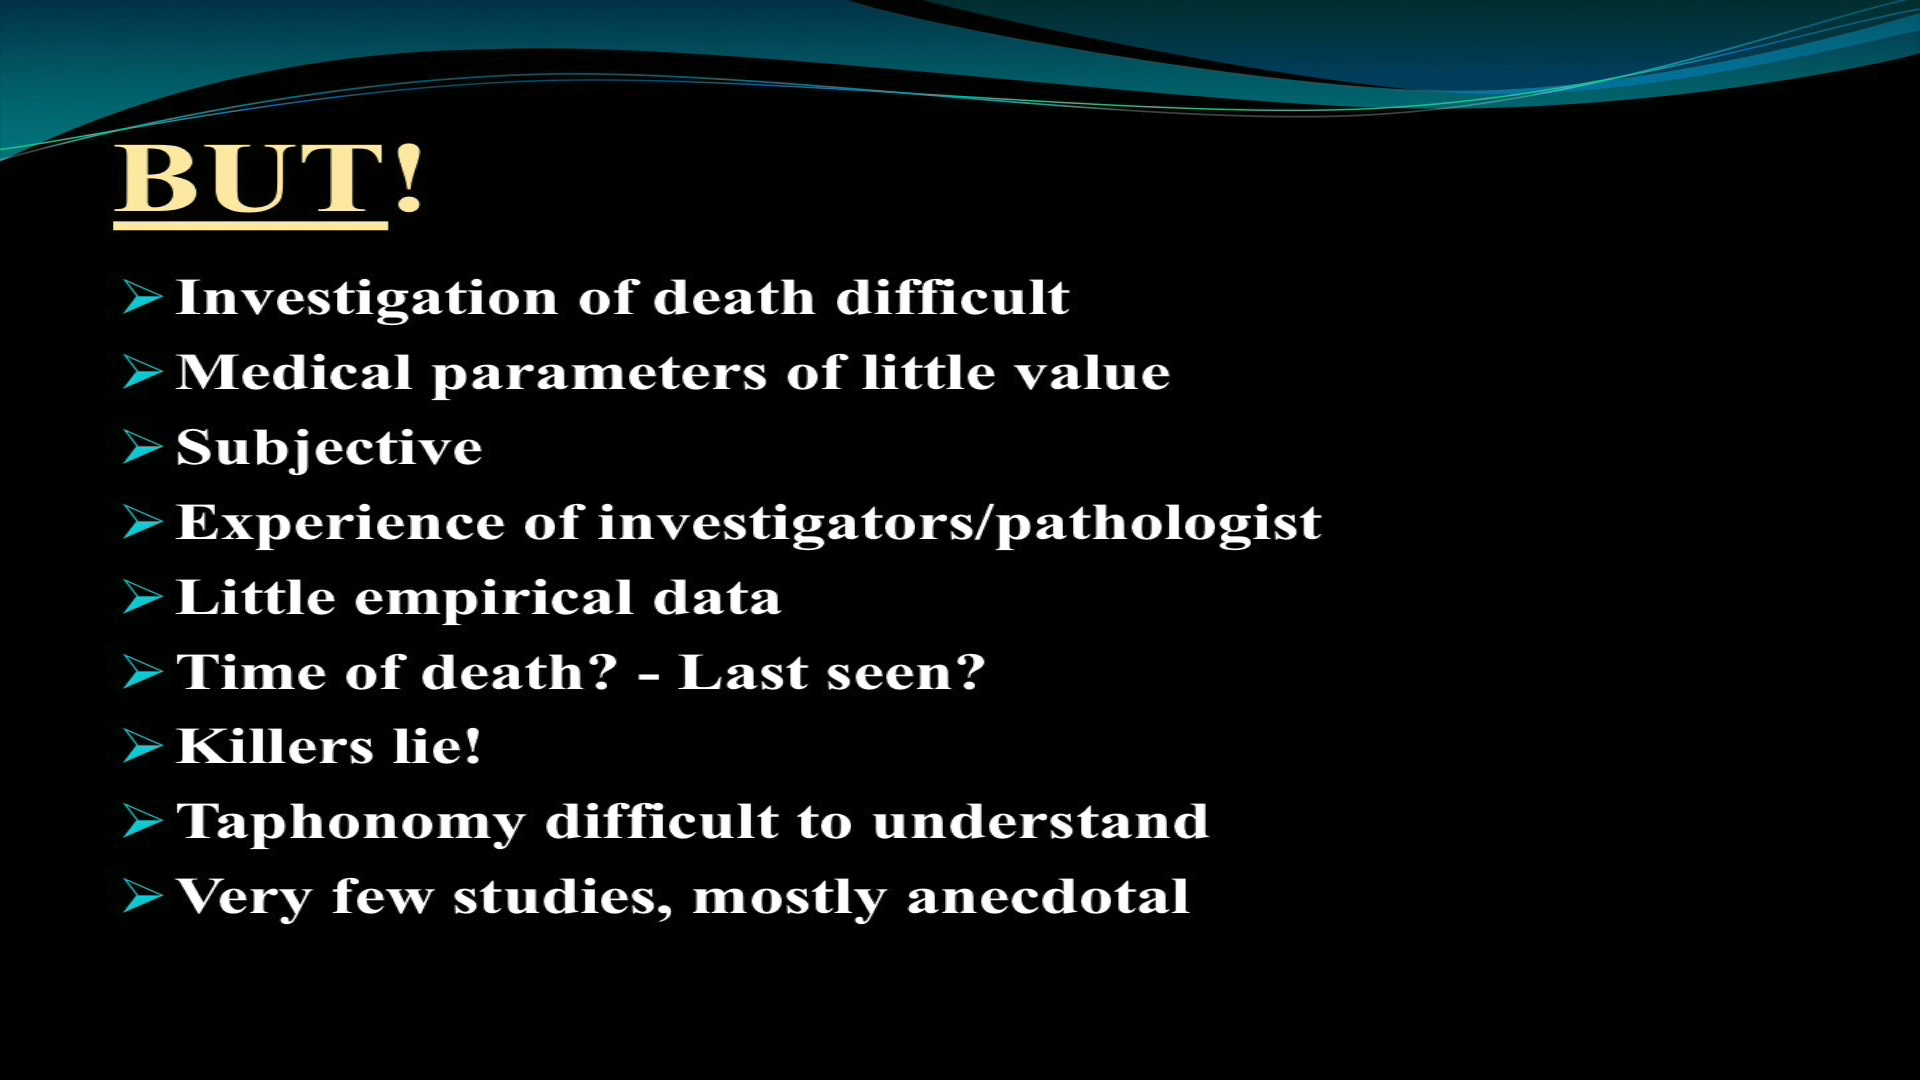 BUT!
Investigation of death difficult
Medical parameters of little value
Subjective
Experience of investigators/pathologist
Little empirical data
Time of death? - Last seen?
Killers lie!
Taphonomy difficult to understand
Very few studies, mostly anecdotal